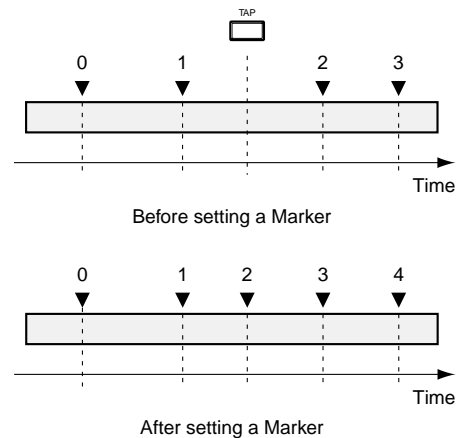 TAP
0 1 2 3
Time
Before setting a Marker
0 1 2 3 4
Time
After setting a Marker